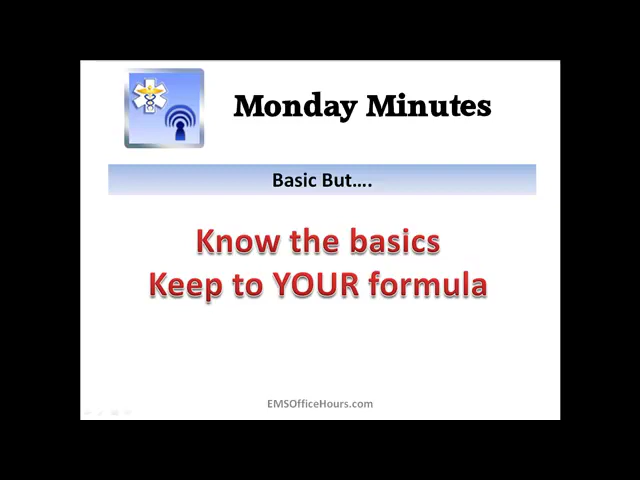 Monday Minutes
Basic But....
Know the basics
Keep to YOUR formula
EMSOfficeHours.com